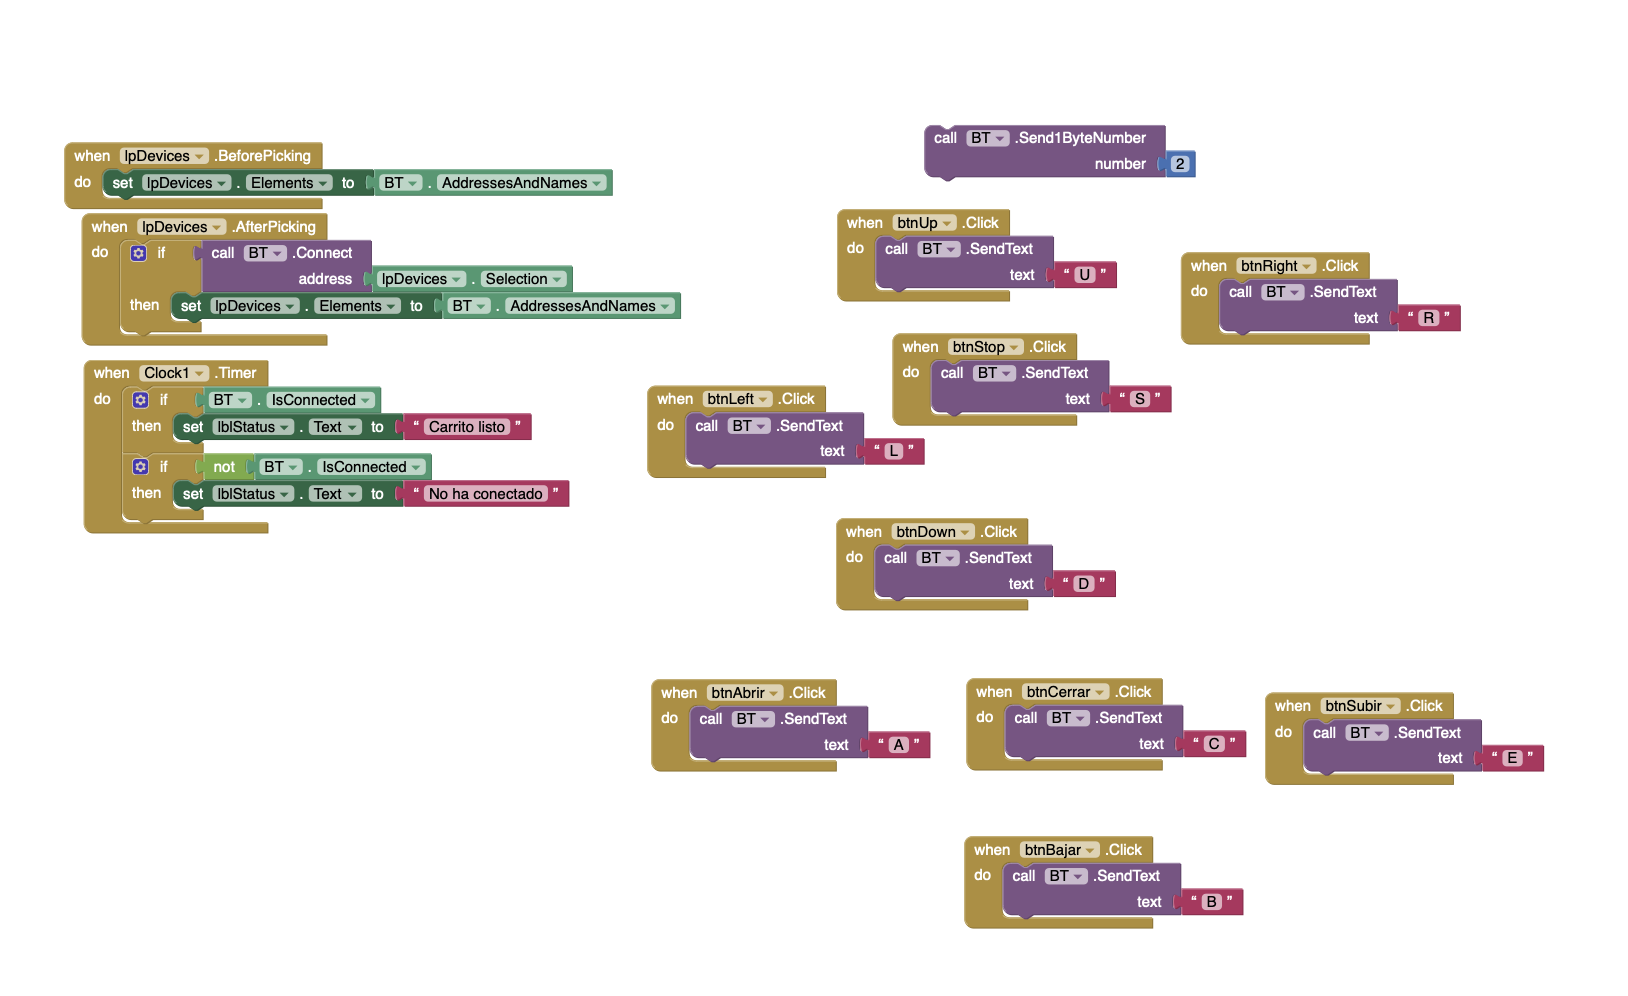 when lpDevices .BeforePicking
do set lpDevices . Elements to BT . AddressesAndNames
when lpDevices .AfterPicking
do if call BT .Connect
address lpDevices . Selection
then set lpDevices . Elements to BT . AddressesAndNames
when Clock1 .Timer
do if BT . IsConnected
then set lblStatus . Text to “ Carrito listo ”
if not BT . IsConnected
then set lblStatus . Text to “ No ha conectado ”
call BT .Send1ByteNumber
number 2
when btnUp .Click
do call BT .SendText
text “ U ”
when btnRight .Click
do call BT .SendText
text “ R ”
when btnStop .Click
do call BT .SendText
text “ S ”
when btnLeft .Click
do call BT .SendText
text “ L ”
when btnDown .Click
do call BT .SendText
text “ D ”
when btnAbrir .Click
do call BT .SendText
text “ A ”
when btnCerrar .Click
do call BT .SendText
text “ C ”
when btnSubir .Click
do call BT .SendText
text “ E ”
when btnBajar .Click
do call BT .SendText
text “ B ”